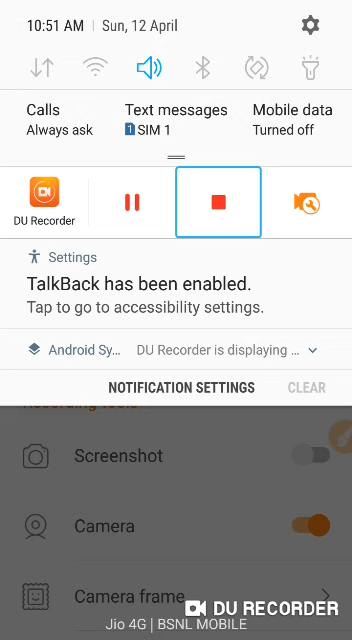 10:51 AM | Sun, 12 April
Calls
Always ask
Text messages
1 SIM 1
Mobile data
Turned off
DU Recorder
Settings
TalkBack has been enabled.
Tap to go to accessibility settings.
Android Sy... DU Recorder is displaying ...
NOTIFICATION SETTINGS CLEAR
Recording tools
Screenshot
Camera
Camera frame
DU RECORDER
Jio 4G | BSNL MOBILE